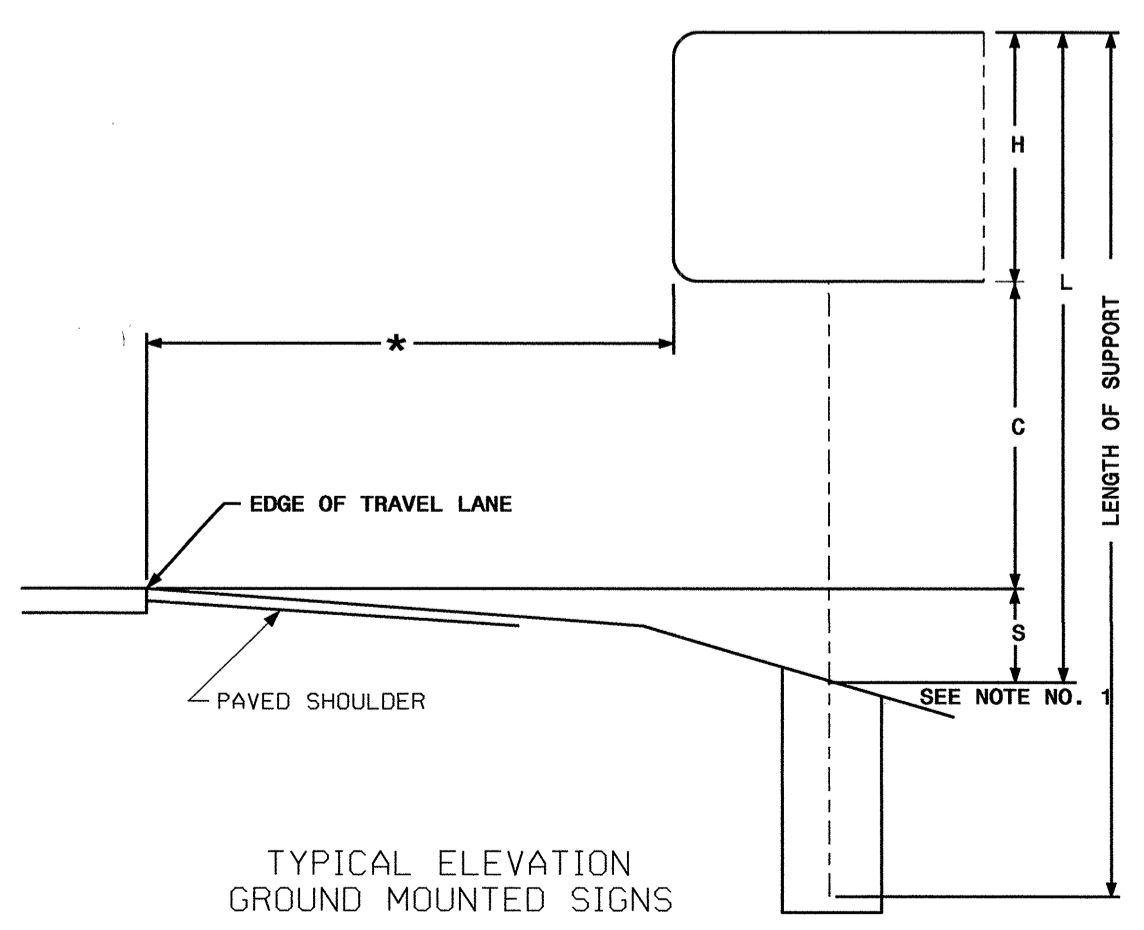 H
L
*
LENGTH OF SUPPORT
C
EDGE OF TRAVEL LANE
S
PAVED SHOULDER
SEE NOTE NO. 1
TYPICAL ELEVATION
GROUND MOUNTED SIGNS